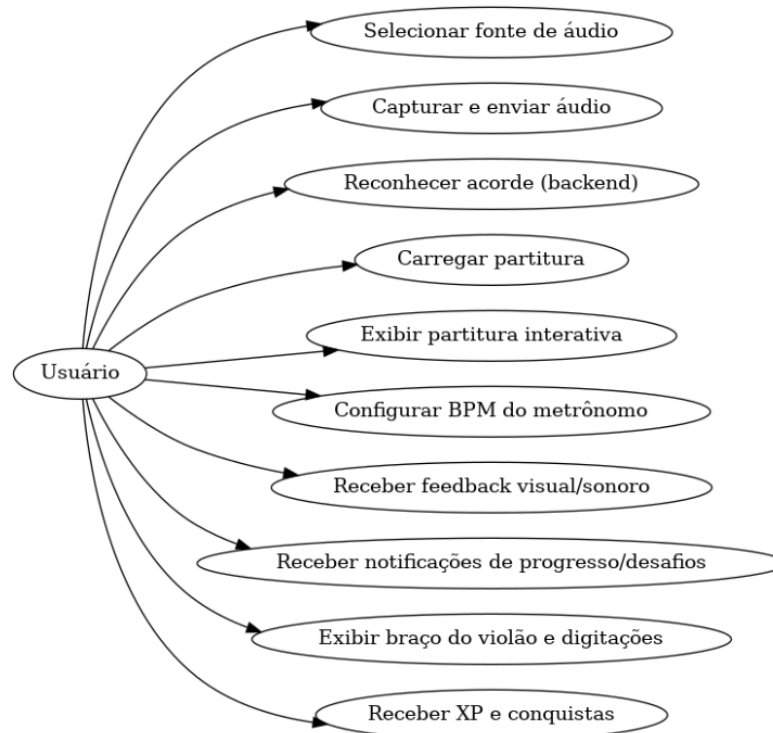 Selecionar fonte de áudio
Capturar e enviar áudio
Reconhecer acorde (backend)
Carregar partitura
Exibir partitura interativa
Usuário
Configurar BPM do metrônomo
Receber feedback visual/sonoro
Receber notificações de progresso/desafios
Exibir braço do violão e digitações
Receber XP e conquistas